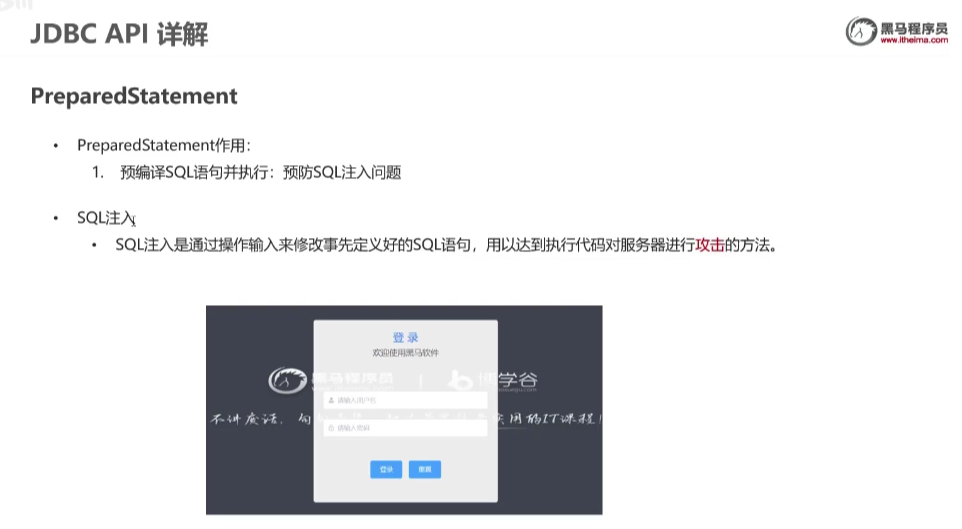 JDBC API 详解
黑马程序员
www.itheima.com
PreparedStatement
• PreparedStatement作用：
1. 预编译SQL语句并执行：预防SQL注入问题
• SQL注入
• SQL注入是通过操作输入来修改事先定义好的SQL语句，用以达到执行代码对服务器进行攻击的方法。
登 录
欢迎使用黑马软件
黑马程序员
博学谷
请输入用户名
不讲废话、
实用的IT课程！
请输入密码
登录
重置